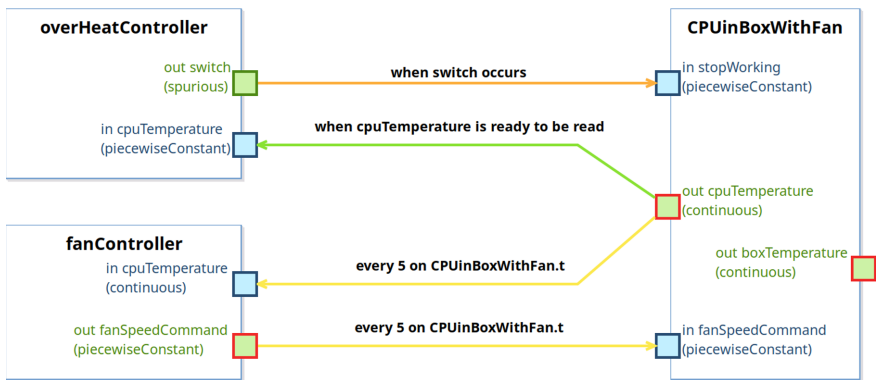 overHeatController
out switch
(spurious)
in cpuTemperature
(piecewiseConstant)
when switch occurs
when cpuTemperature is ready to be read
CPUinBoxWithFan
in stopWorking
(piecewiseConstant)
out cpuTemperature
(continuous)
out boxTemperature
(continuous)
fanController
in cpuTemperature
(continuous)
out fanSpeedCommand
(piecewiseConstant)
every 5 on CPUinBoxWithFan.t
every 5 on CPUinBoxWithFan.t
in fanSpeedCommand
(piecewiseConstant)